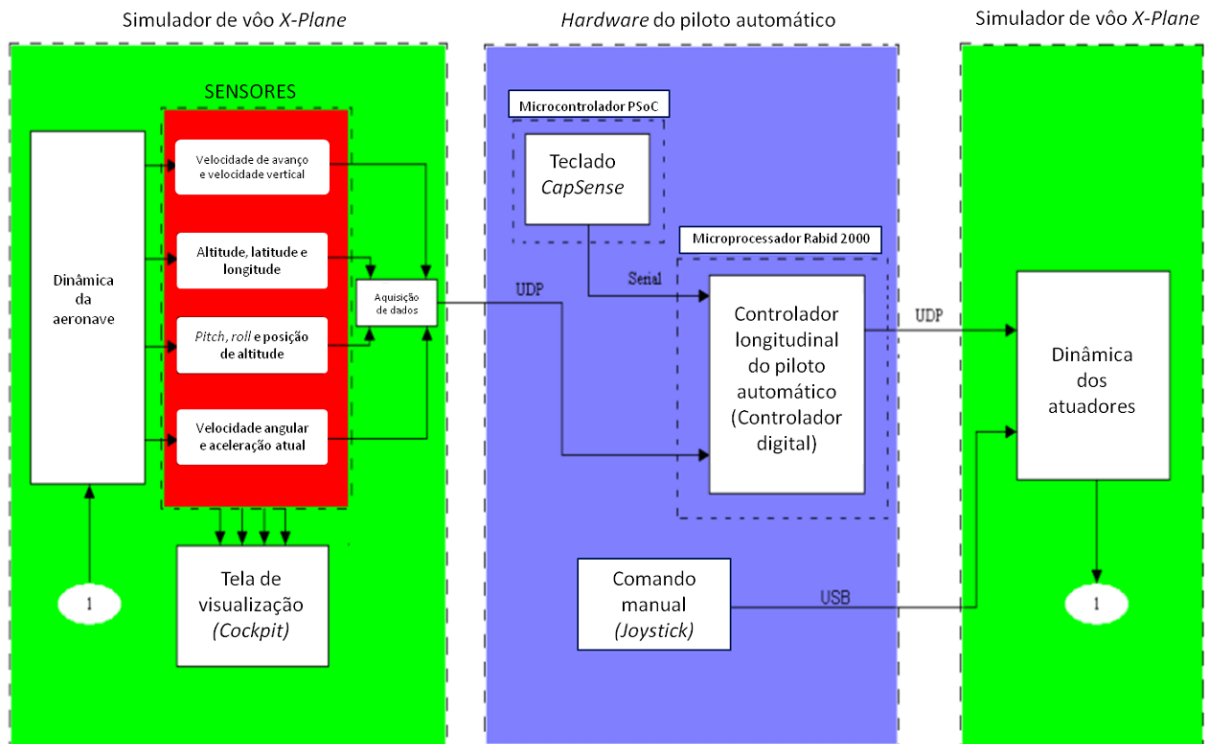 Simulador de vôo X-Plane
Hardware do piloto automático
Simulador de vôo X-Plane
SENSORES
Dinâmica
da
aeronave
Velocidade de avanço
e velocidade vertical
Altitude, latitude e
longitude
Pitch, roll e posição
de altitude
Velocidade angular
e aceleração atual
Aquisição
de dados
UDP
Tela de
visualização
(Cockpit)
1
Microcontrolador PSoC
Teclado
CapSense
Serial
Microprocessador Rabid 2000
Controlador
longitudinal
do piloto
automático
(Controlador
digital)
Comando
manual
(Joystick)
USB
UDP
Dinâmica
dos
atuadores
1